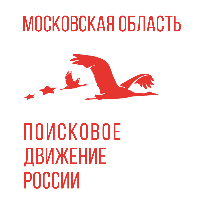 МОСКОВСКАЯ ОБЛАСТЬ
ПОИСКОВОЕ
ДВИЖЕНИЕ
РОССИИ